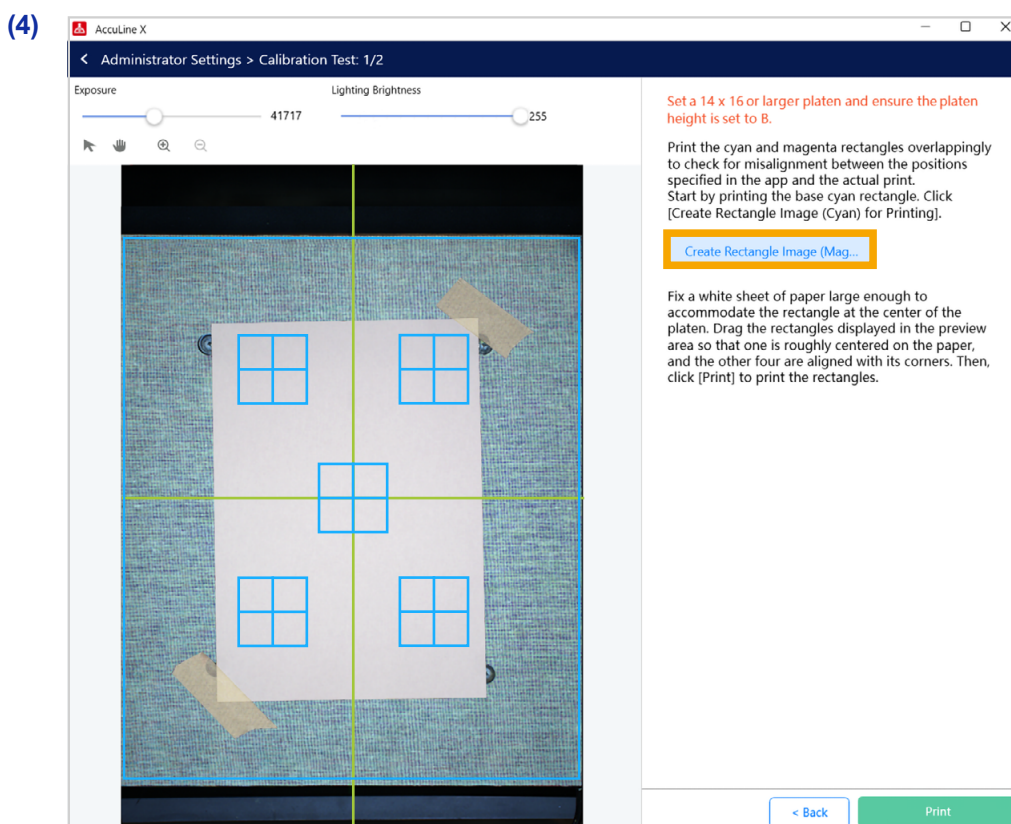 (4)
AccuLine X
< Administrator Settings > Calibration Test: 1/2
Exposure
41717
Lighting Brightness
255
Set a 14 x 16 or larger platen and ensure the platen
height is set to B.
Print the cyan and magenta rectangles overlappingly
to check for misalignment between the positions
specified in the app and the actual print.
Start by printing the base cyan rectangle. Click
[Create Rectangle Image (Cyan) for Printing].
Create Rectangle Image (Mag...
Fix a white sheet of paper large enough to
accommodate the rectangle at the center of the
platen. Drag the rectangles displayed in the preview
area so that one is roughly centered on the paper,
and the other four are aligned with its corners. Then,
click [Print] to print the rectangles.
< Back
Print